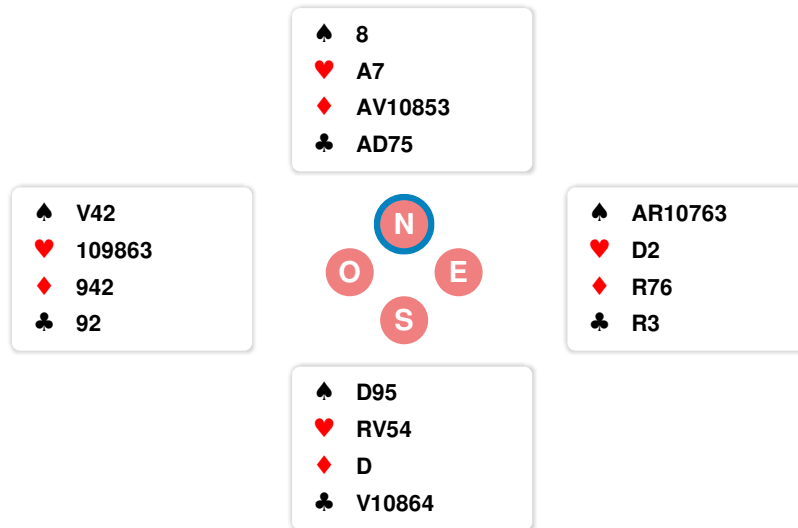 ♠ 8
♥ A7
♦ AV10853
♣ AD75
♠ V42
♥ 109863
♦ 942
♣ 92
N
O E
S
♠ AR10763
♥ D2
♦ R76
♣ R3
♠ D95
♥ RV54
♦ D
♣ V10864